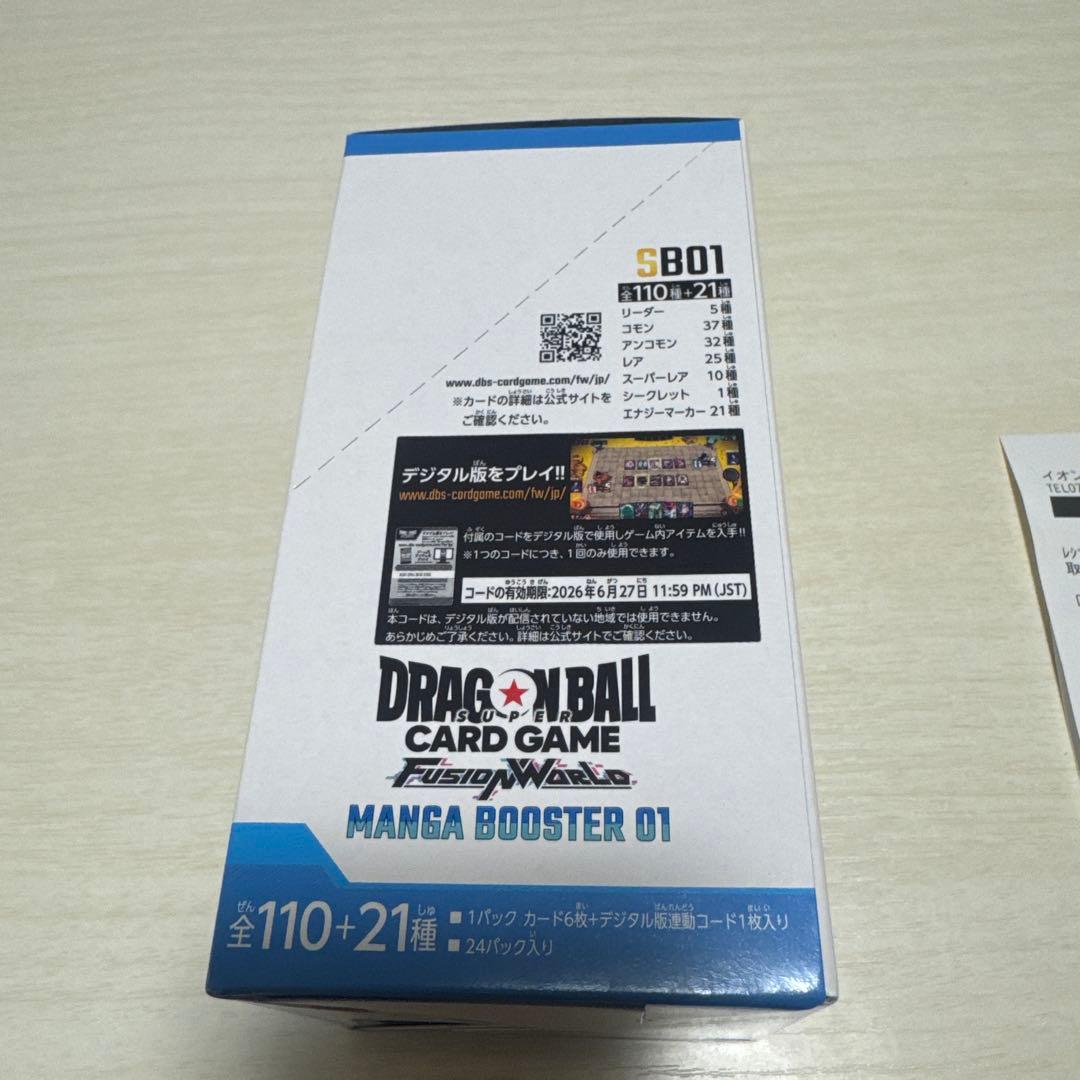 SB01
全110種+21種
リーダー 5種
コモン 37種
アンコモン 32種
レア 25種
スーパーレア 10種
シークレット 1種
エナジーマーカー 21種
www.dbs-cardgame.com/fw/jp/
※カードの詳細は公式サイトを
ご確認ください。
デジタル版をプレイ!!
www.dbs-cardgame.com/fw/jp/
付属のコードをデジタル版で使用しゲーム内アイテムを入手!!
※1つのコードにつき、1回のみ使用できます。
コードの有効期限:2026年6月27日 11:59 PM (JST)
本コードは、デジタル版が配信されていない地域では使用できません。
あらかじめご了承ください。詳細は公式サイトでご確認ください。
DRAGON BALL
SUPER
CARD GAME
FUSION WORLD
MANGA BOOSTER 01
全110+21種
■ 1パック カード6枚+デジタル版連動コード1枚入り
■ 24パック入り
イオン
TEL07
レジ
取